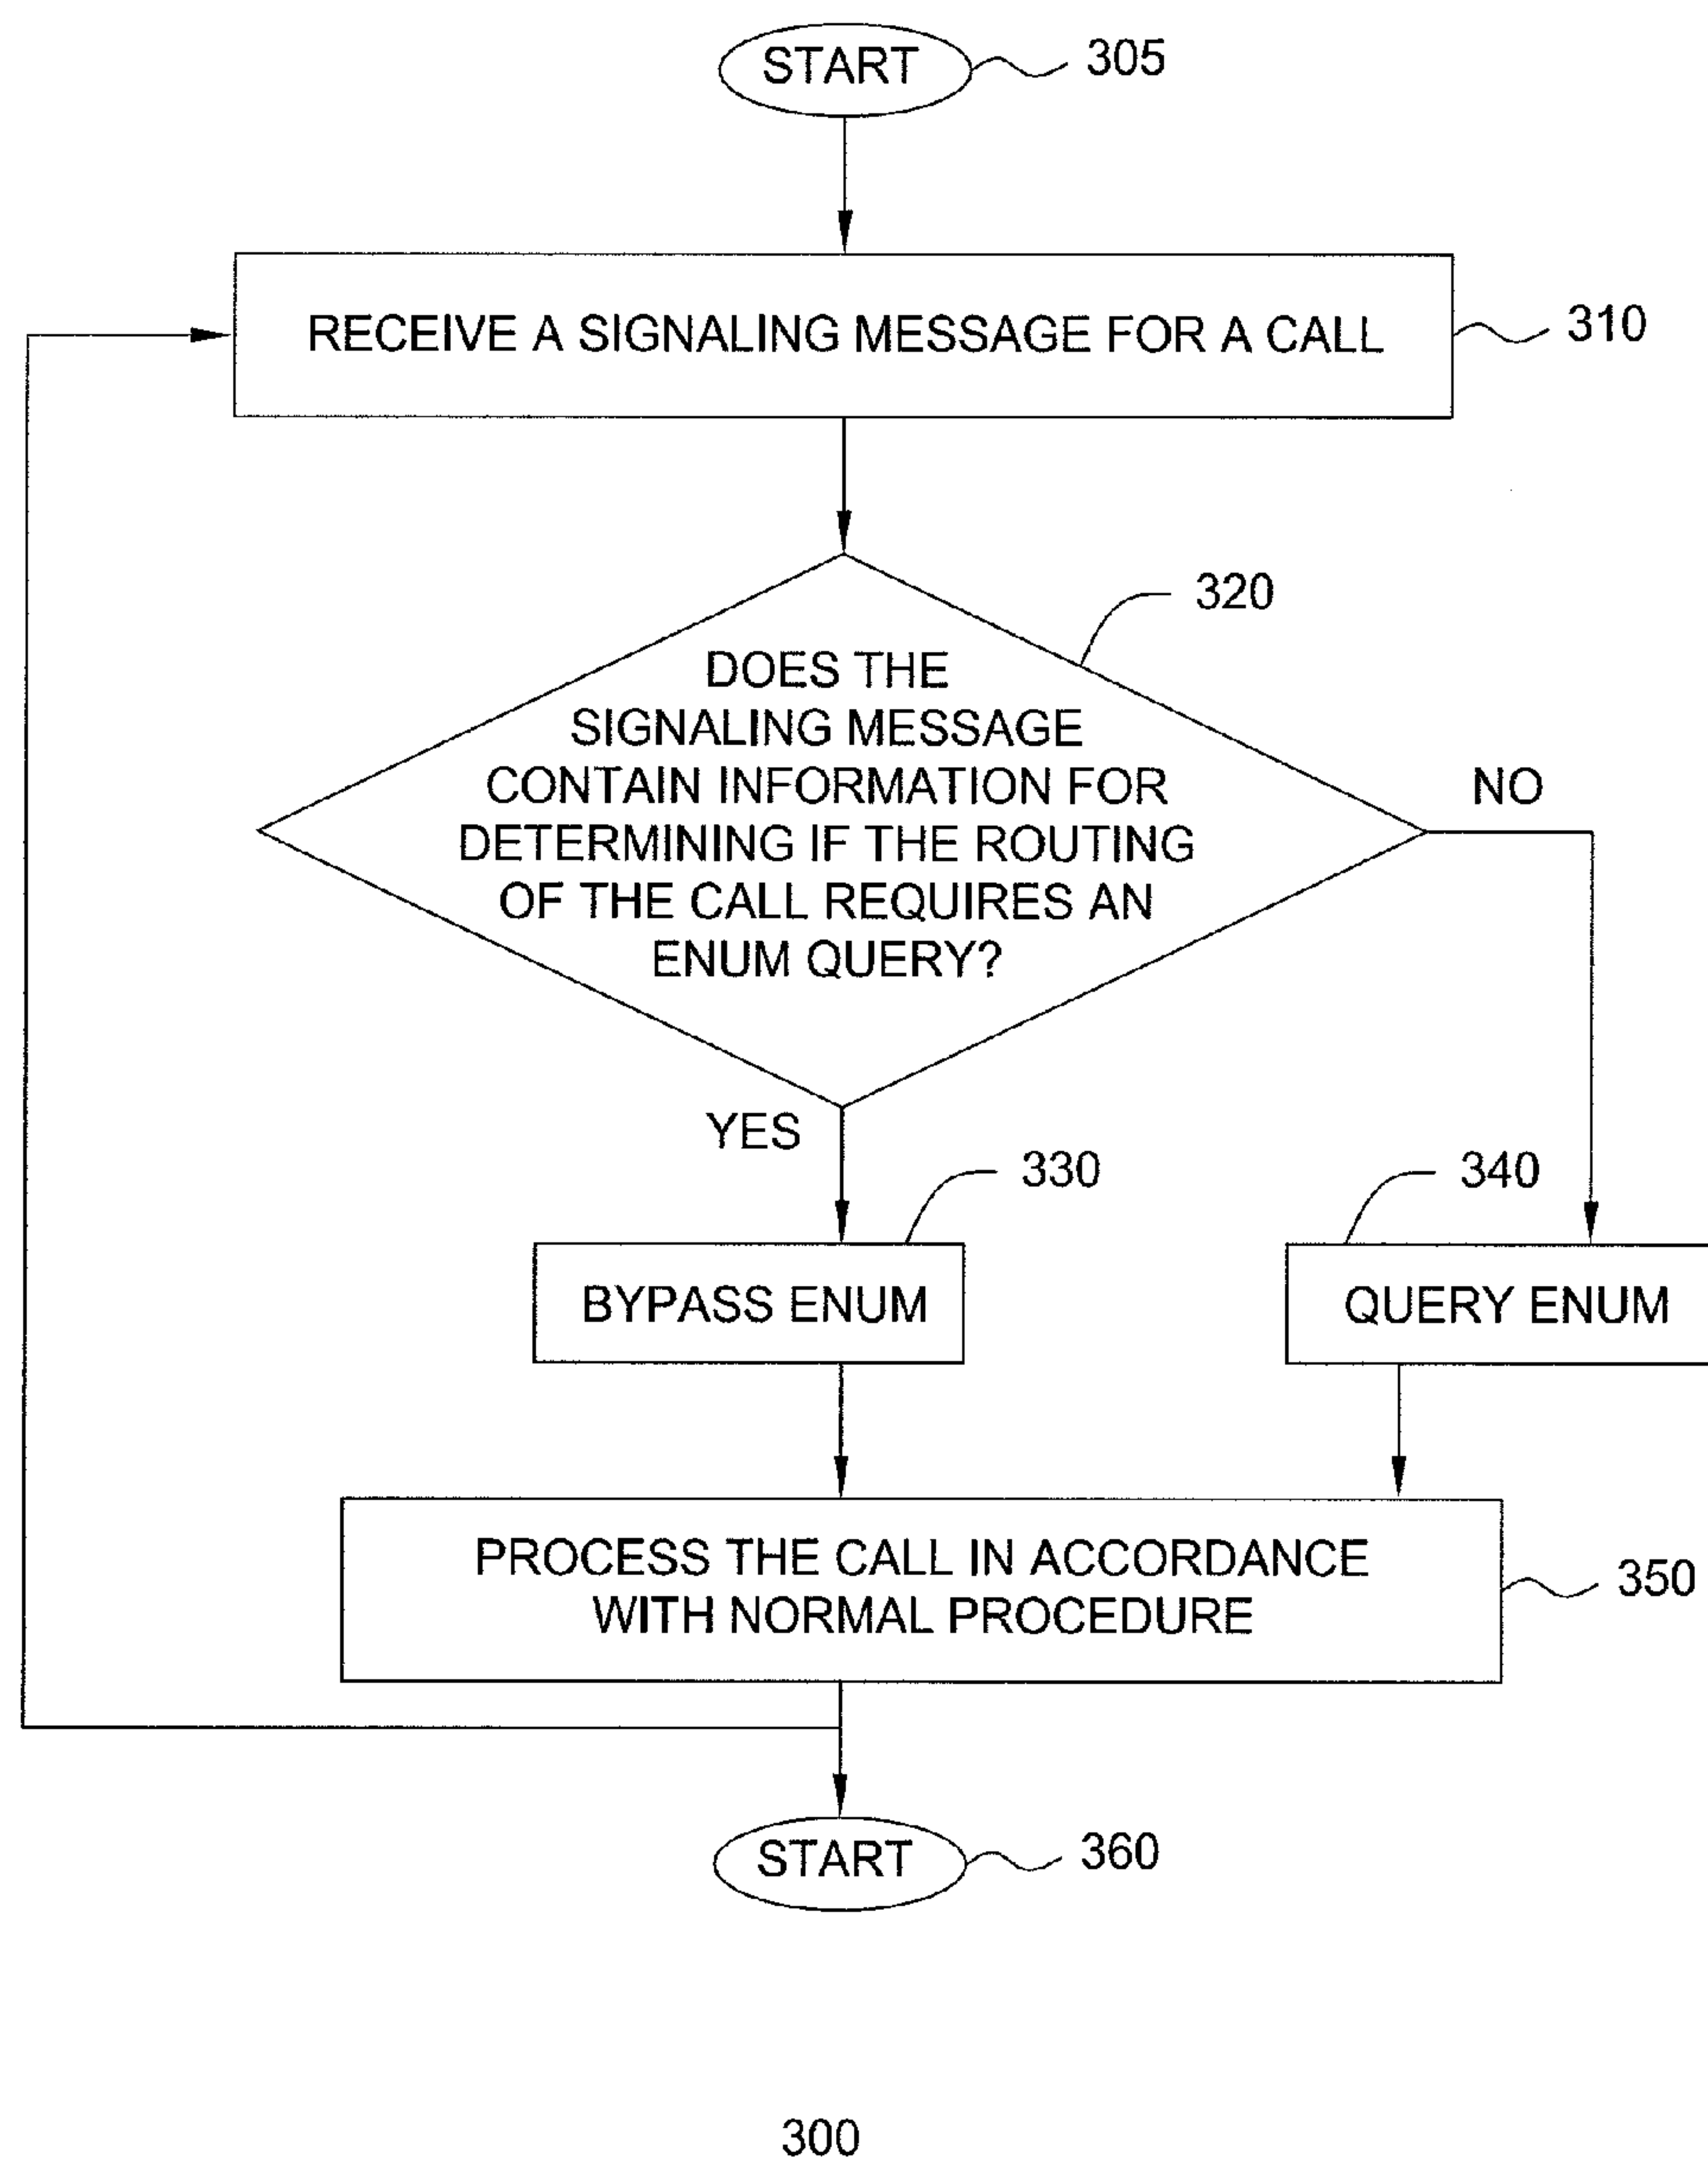 START
305
RECEIVE A SIGNALING MESSAGE FOR A CALL
310
320
DOES THE
SIGNALING MESSAGE
CONTAIN INFORMATION FOR
DETERMINING IF THE ROUTING
OF THE CALL REQUIRES AN
ENUM QUERY?
NO
YES
330
340
BYPASS ENUM
QUERY ENUM
PROCESS THE CALL IN ACCORDANCE
WITH NORMAL PROCEDURE
350
START
360
300